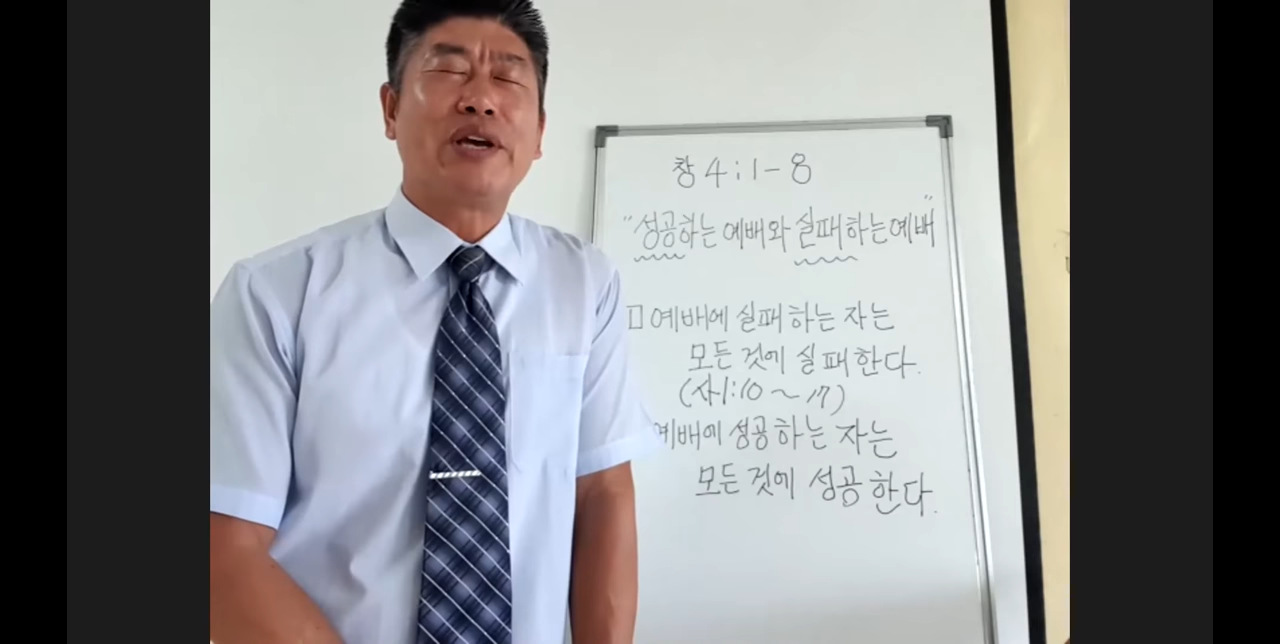 창 4:1-8
"성공하는 예배와 실패하는 예배"
□ 예배에 실패하는 자는
모든 것에 실패한다.
(사1:10~17)
예배에 성공하는 자는
모든 것에 성공한다.